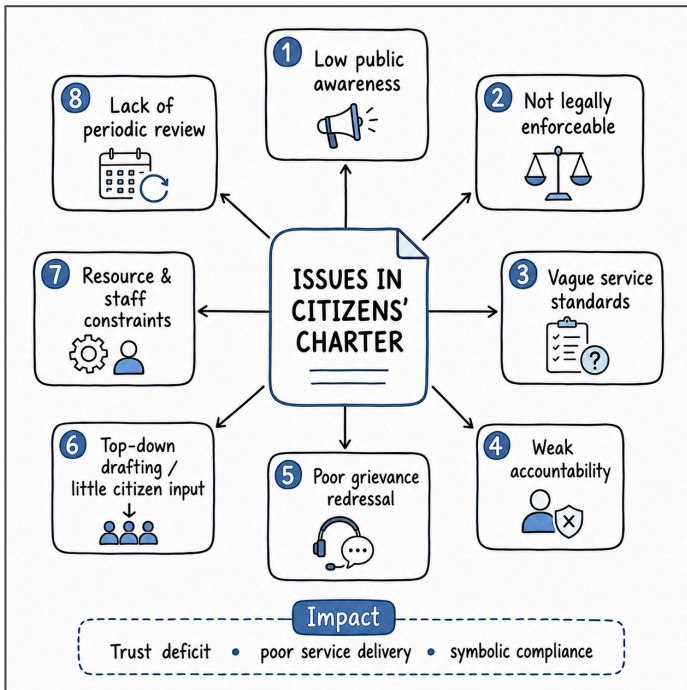 ISSUES IN
CITIZENS'
CHARTER
1
Low public
awareness
2
Not legally
enforceable
3
Vague service
standards
?
4
Weak
accountability
5
Poor grievance
redressal
6
Top-down
drafting /
little citizen input
7
Resource &
staff
constraints
8
Lack of
periodic review
Impact
Trust deficit • poor service delivery • symbolic compliance